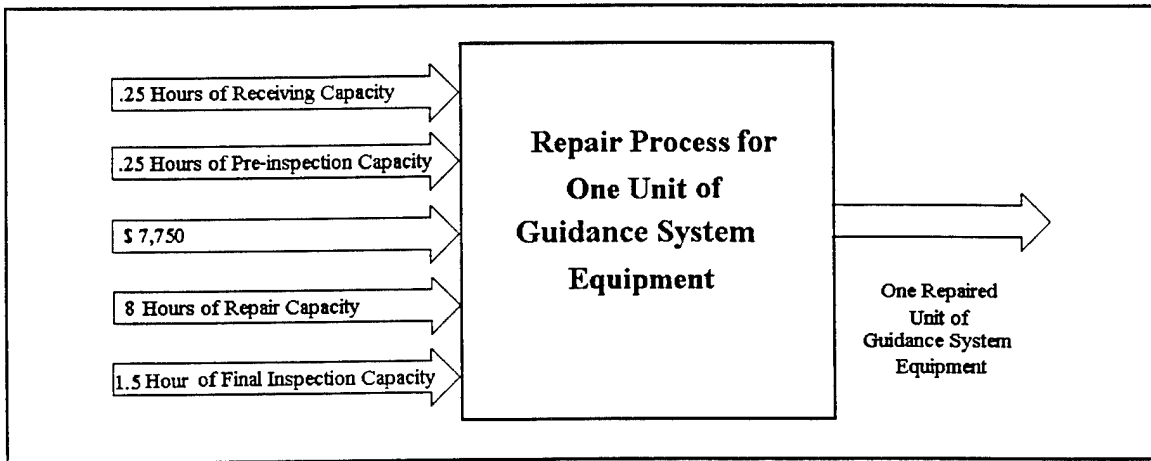 .25 Hours of Receiving Capacity
.25 Hours of Pre-inspection Capacity
$ 7,750
8 Hours of Repair Capacity
1.5 Hour of Final Inspection Capacity
Repair Process for
One Unit of
Guidance System
Equipment
One Repaired
Unit of
Guidance System
Equipment